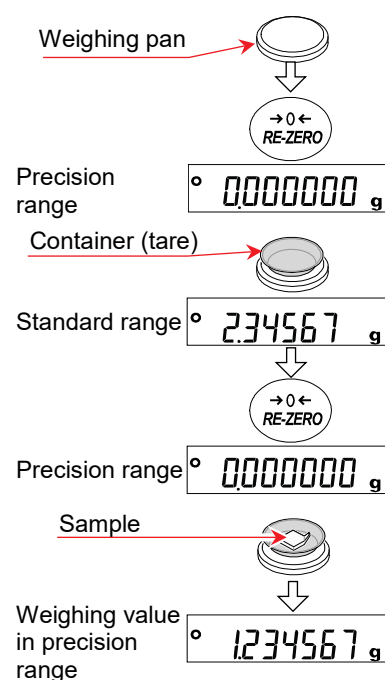 Weighing pan
→0←
RE-ZERO
Precision
range
0.000000 g
Container (tare)
Standard range
2.34567 g
→0←
RE-ZERO
Precision range
0.000000 g
Sample
Weighing value
in precision
range
1.234567 g